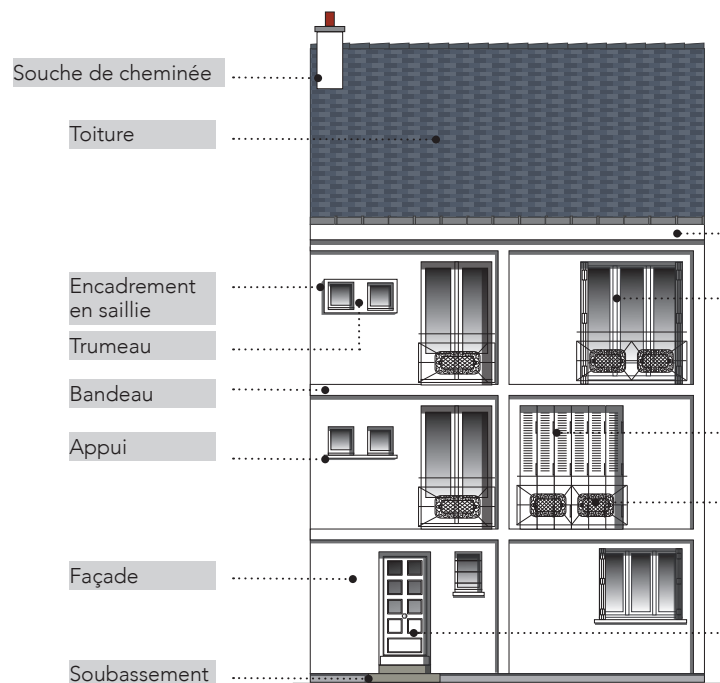 Souche de cheminée
Toiture
Encadrement
en saillie
Trumeau
Bandeau
Appui
Façade
Soubassement